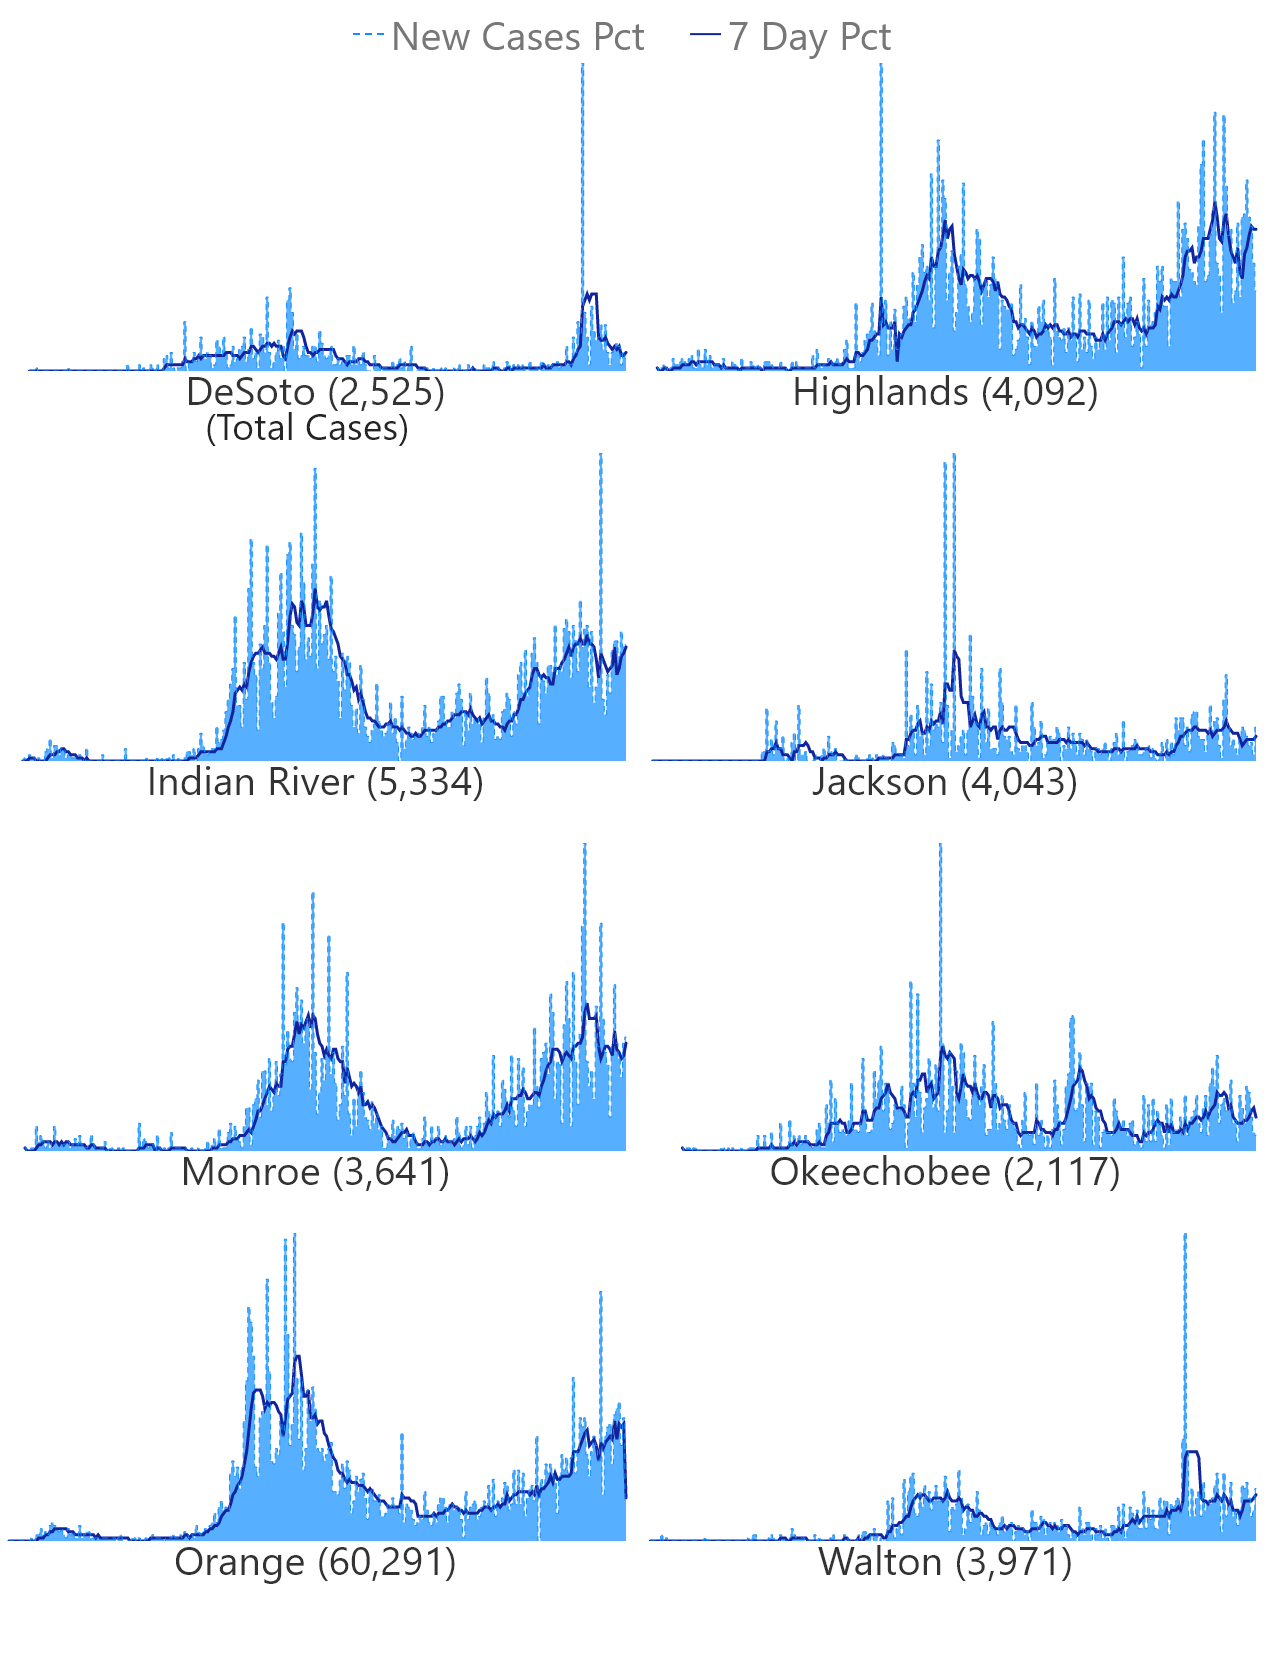 New Cases Pct 7 Day Pct
DeSoto (2,525)
(Total Cases)
Highlands (4,092)
Indian River (5,334)
Jackson (4,043)
Monroe (3,641)
Okeechobee (2,117)
Orange (60,291)
Walton (3,971)